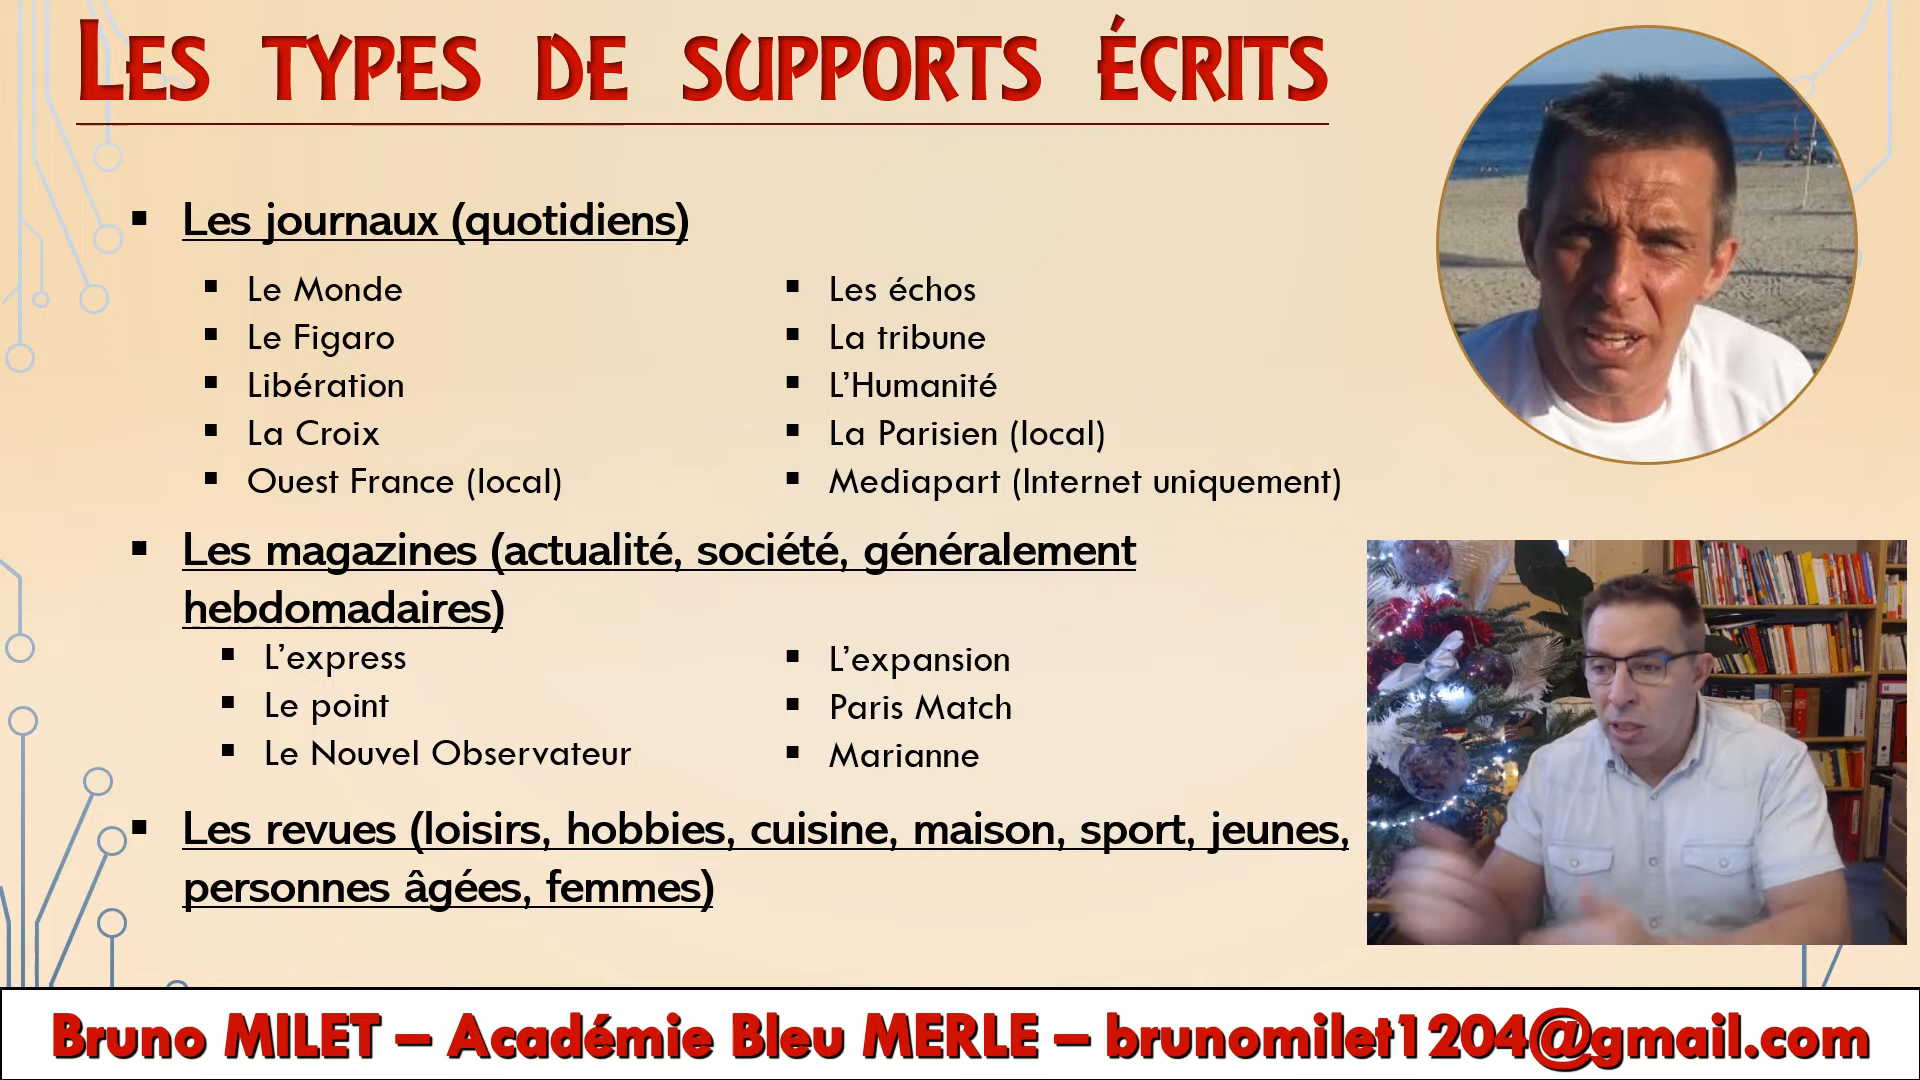 Les types de supports écrits
Les journaux (quotidiens)
Le Monde
Le Figaro
Libération
La Croix
Ouest France (local)
Les échos
La tribune
L’Humanité
La Parisien (local)
Mediapart (Internet uniquement)
Les magazines (actualité, société, généralement
hebdomadaires)
L’express
Le point
Le Nouvel Observateur
L’expansion
Paris Match
Marianne
Les revues (loisirs, hobbies, cuisine, maison, sport, jeunes,
personnes âgées, femmes)
Bruno MILET – Académie Bleu MERLE – brunomilet1204@gmail.com